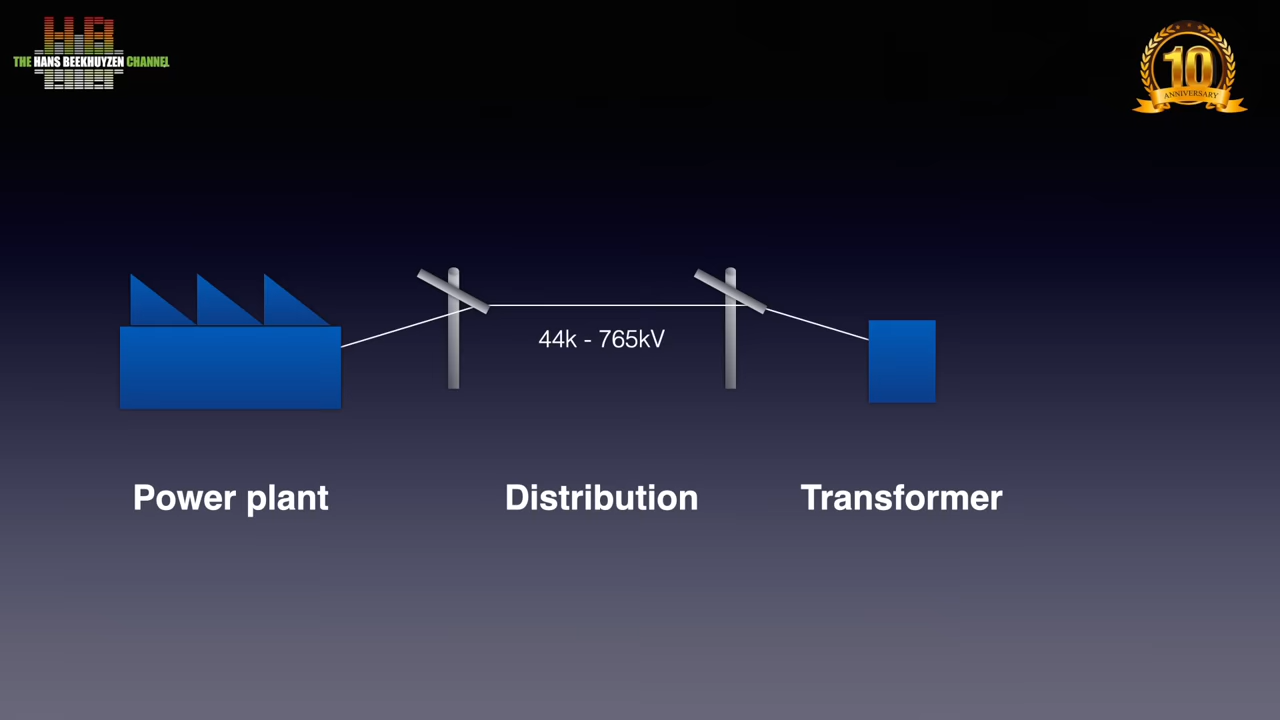 THE HANS BEEKHUYZEN CHANNEL
10
ANNIVERSARY
44k - 765kV
Power plant
Distribution
Transformer